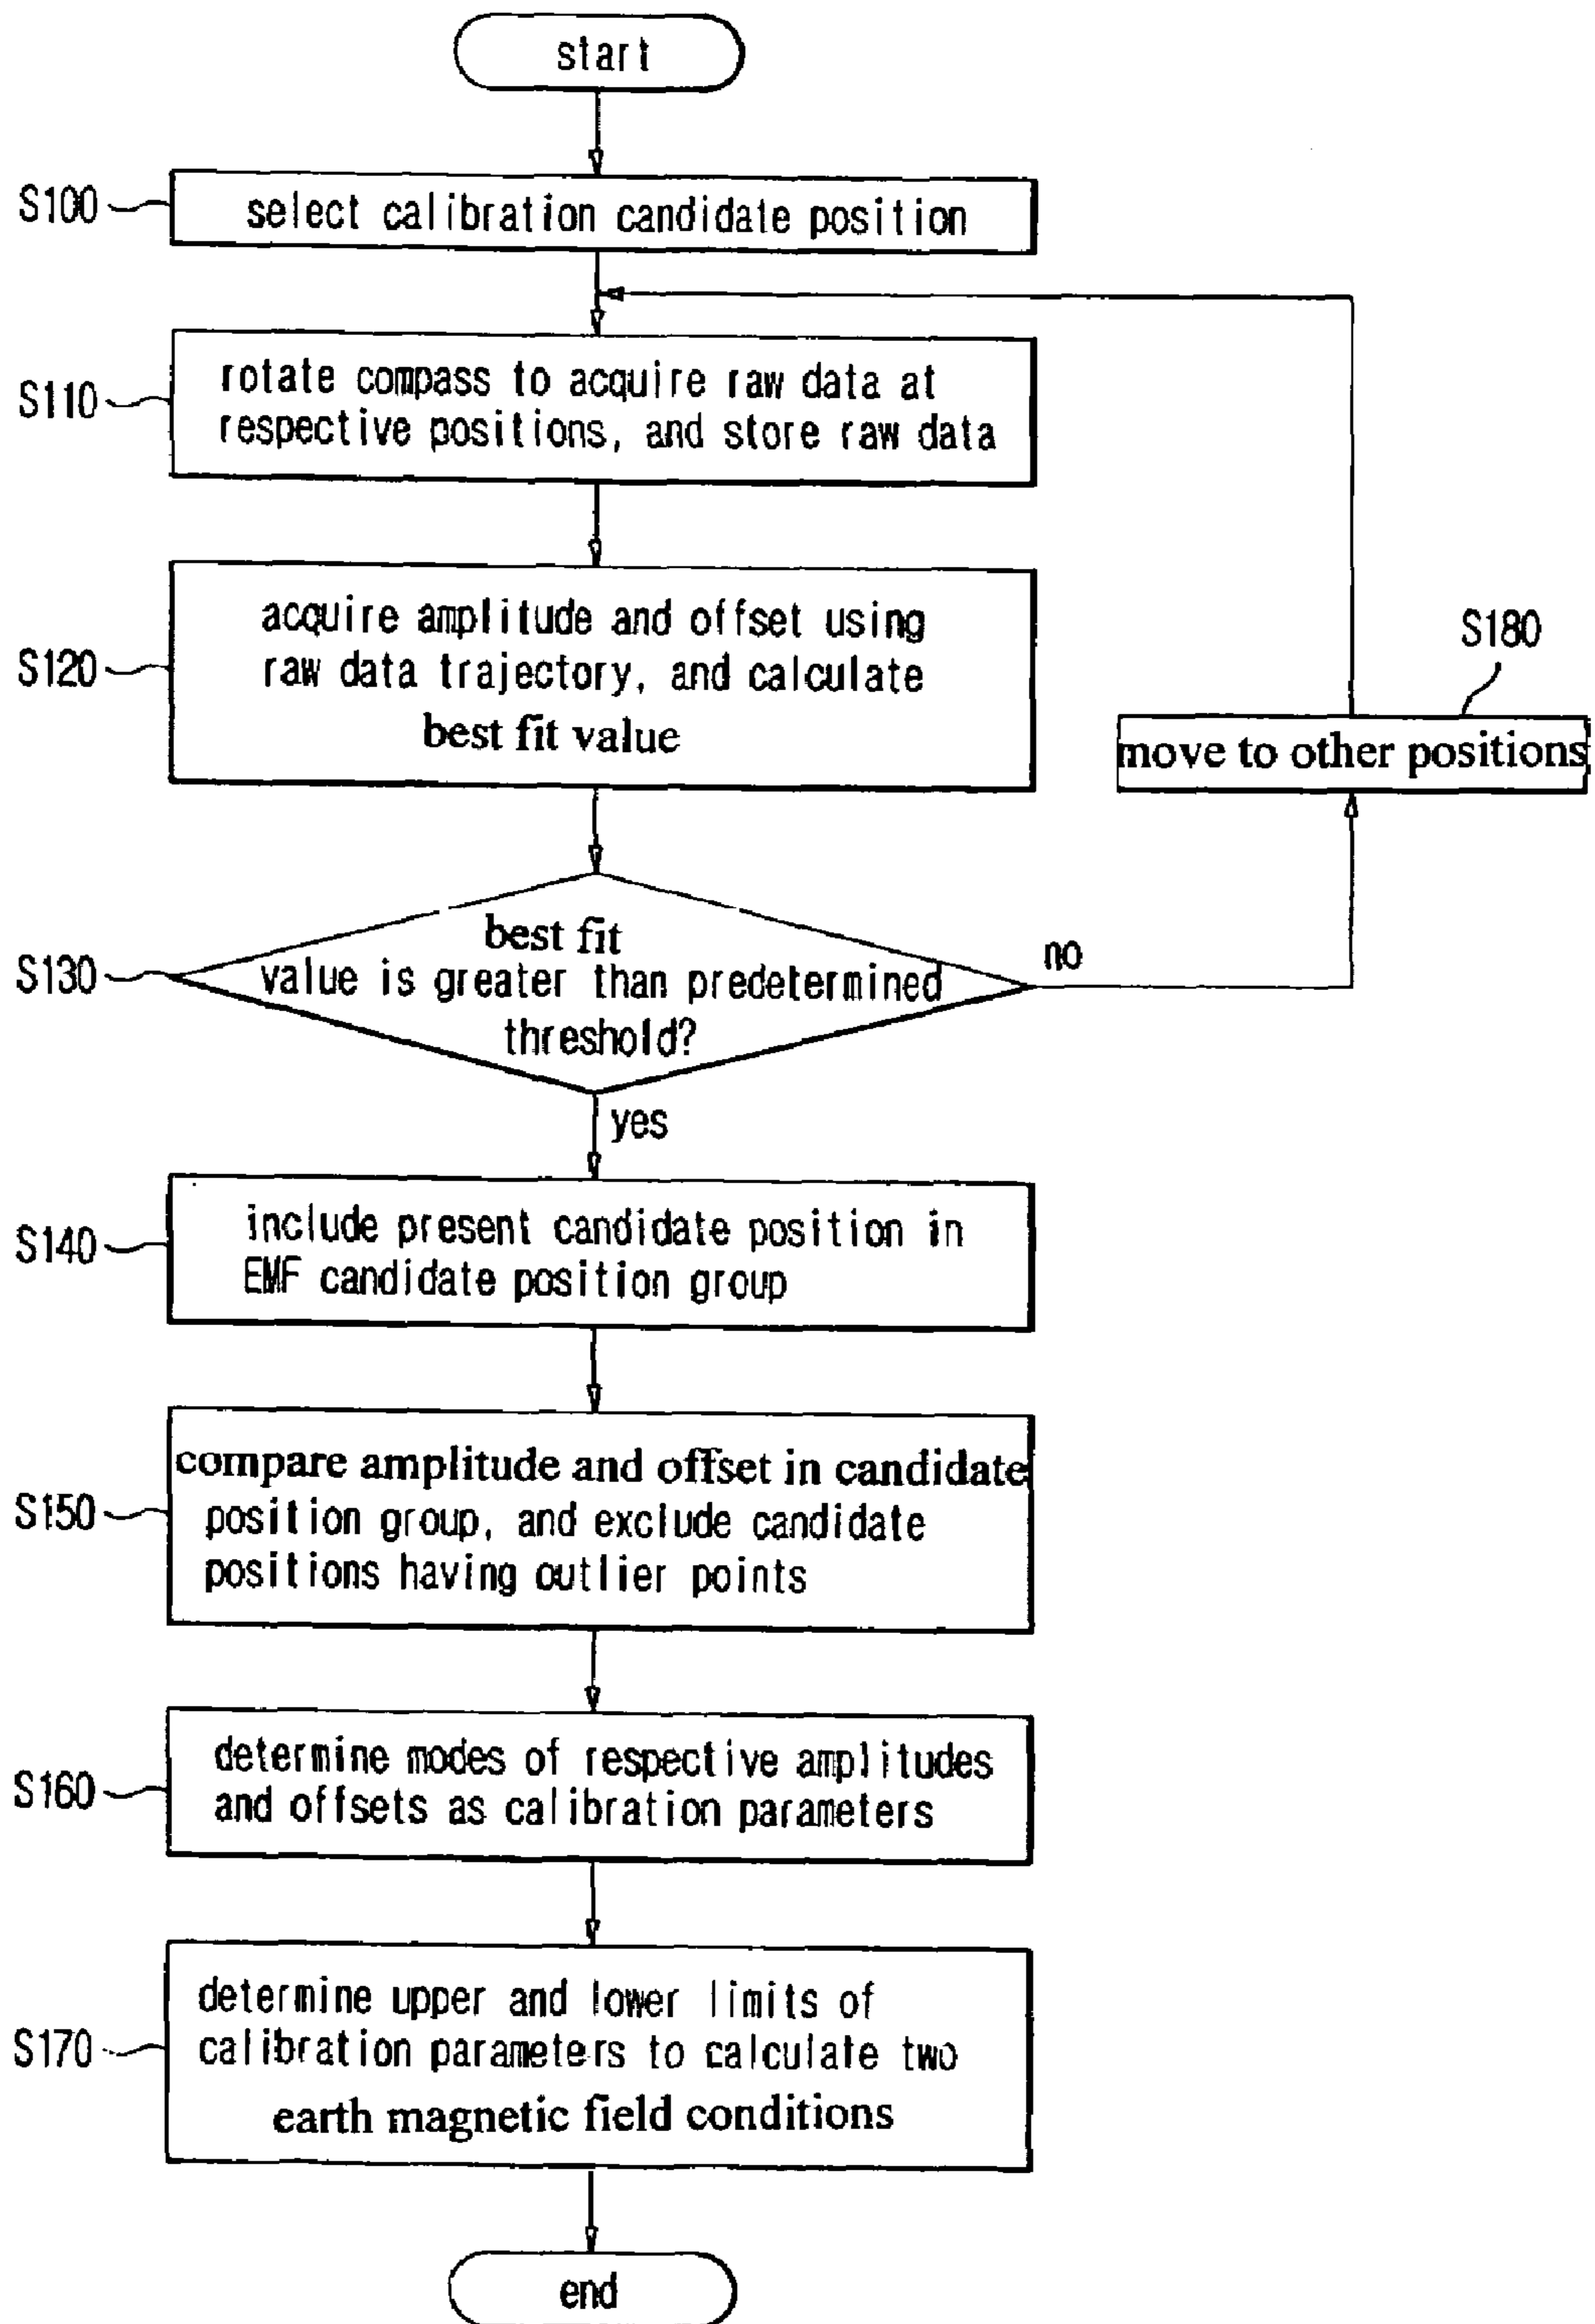 start
S100
select calibration candidate position
S110
rotate compass to acquire raw data at
respective positions, and store raw data
S120
acquire amplitude and offset using
raw data trajectory, and calculate
best fit value
S180
move to other positions
S130
best fit
value is greater than predetermined
threshold?
no
yes
S140
include present candidate position in
EMF candidate position group
S150
compare amplitude and offset in candidate
position group, and exclude candidate
positions having outlier points
S160
determine modes of respective amplitudes
and offsets as calibration parameters
S170
determine upper and lower limits of
calibration parameters to calculate two
earth magnetic field conditions
end